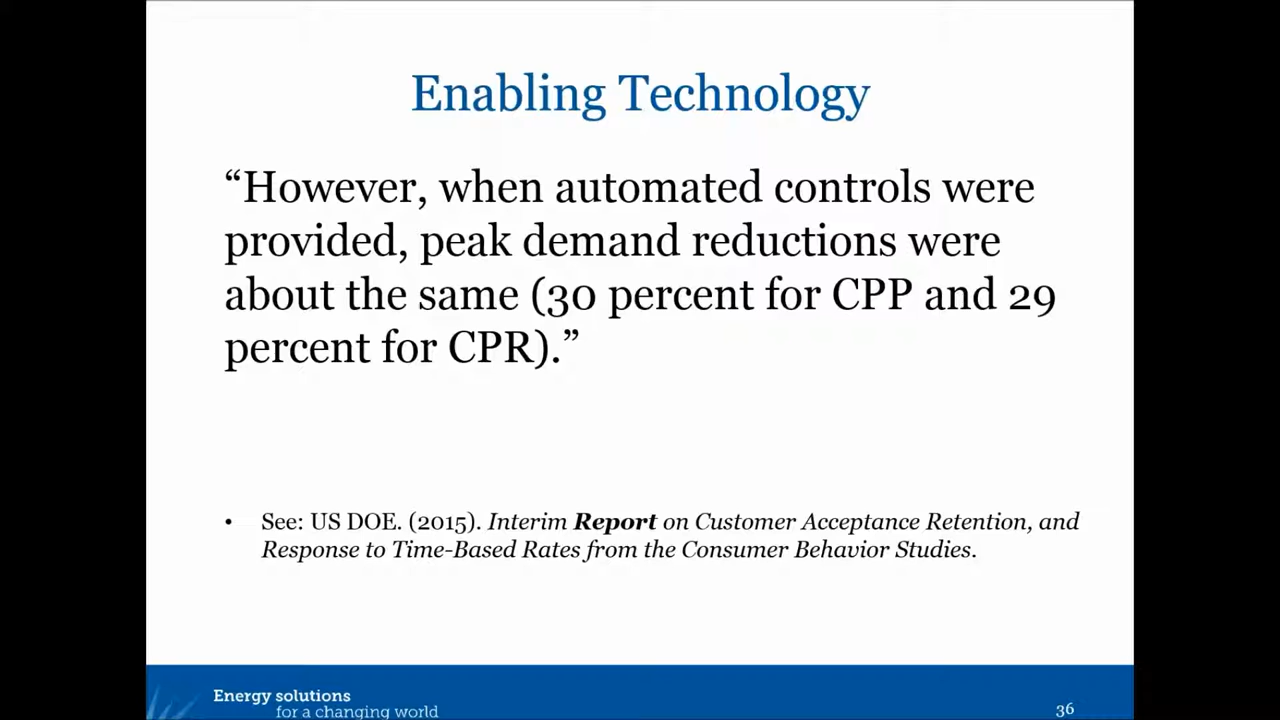 Enabling Technology
“However, when automated controls were
provided, peak demand reductions were
about the same (30 percent for CPP and 29
percent for CPR).”
• See: US DOE. (2015). Interim Report on Customer Acceptance Retention, and
Response to Time-Based Rates from the Consumer Behavior Studies.
Energy solutions
for a changing world
36